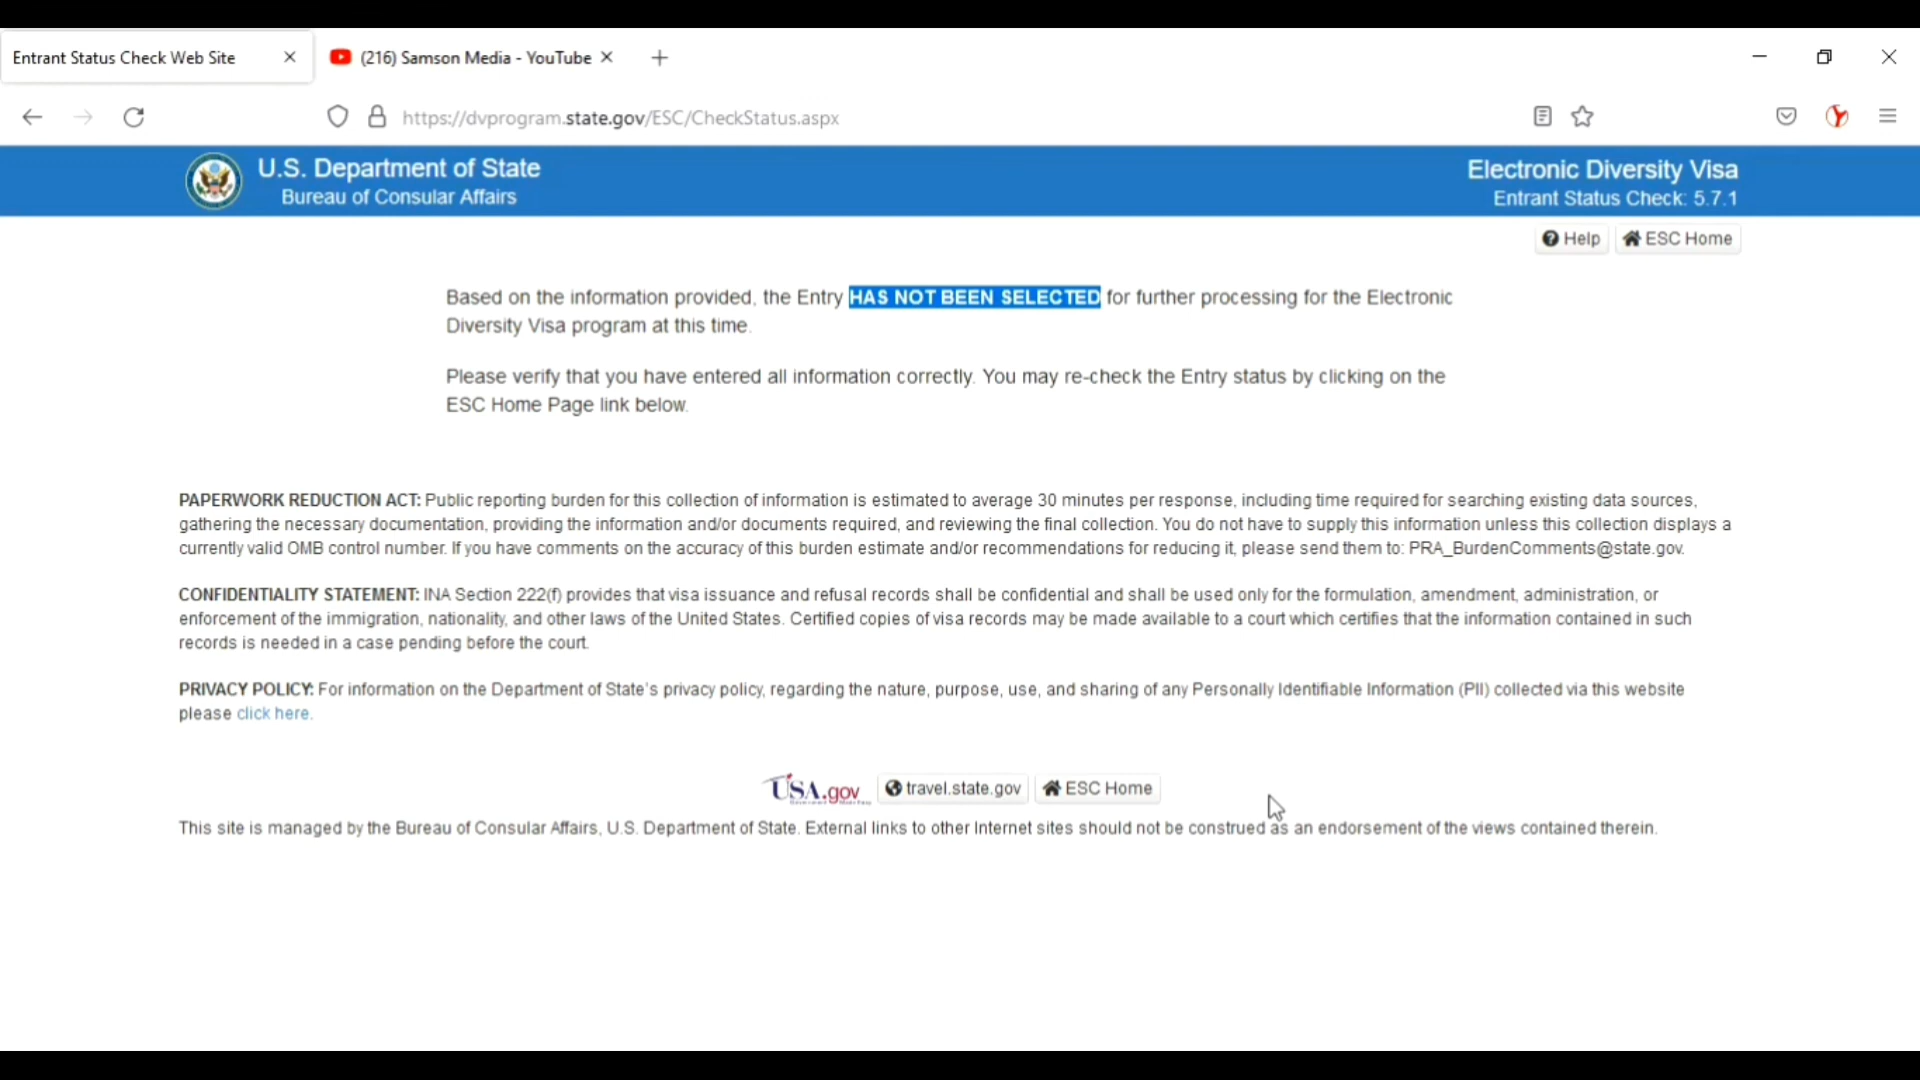 Entrant Status Check Web Site
(216) Samson Media - YouTube
https://dvprogram.state.gov/ESC/CheckStatus.aspx
U.S. Department of State
Bureau of Consular Affairs
Electronic Diversity Visa
Entrant Status Check: 5.7.1
Help
ESC Home
Based on the information provided, the Entry HAS NOT BEEN SELECTED for further processing for the Electronic
Diversity Visa program at this time.
Please verify that you have entered all information correctly. You may re-check the Entry status by clicking on the
ESC Home Page link below.
PAPERWORK REDUCTION ACT: Public reporting burden for this collection of information is estimated to average 30 minutes per response, including time required for searching existing data sources,
gathering the necessary documentation, providing the information and/or documents required, and reviewing the final collection. You do not have to supply this information unless this collection displays a
currently valid OMB control number. If you have comments on the accuracy of this burden estimate and/or recommendations for reducing it, please send them to: PRA_BurdenComments@state.gov.
CONFIDENTIALITY STATEMENT: INA Section 222(f) provides that visa issuance and refusal records shall be confidential and shall be used only for the formulation, amendment, administration, or
enforcement of the immigration, nationality, and other laws of the United States. Certified copies of visa records may be made available to a court which certifies that the information contained in such
records is needed in a case pending before the court.
PRIVACY POLICY: For information on the Department of State's privacy policy, regarding the nature, purpose, use, and sharing of any Personally Identifiable Information (PII) collected via this website
please click here.
USA.gov
travel.state.gov
ESC Home
This site is managed by the Bureau of Consular Affairs, U.S. Department of State. External links to other Internet sites should not be construed as an endorsement of the views contained therein.